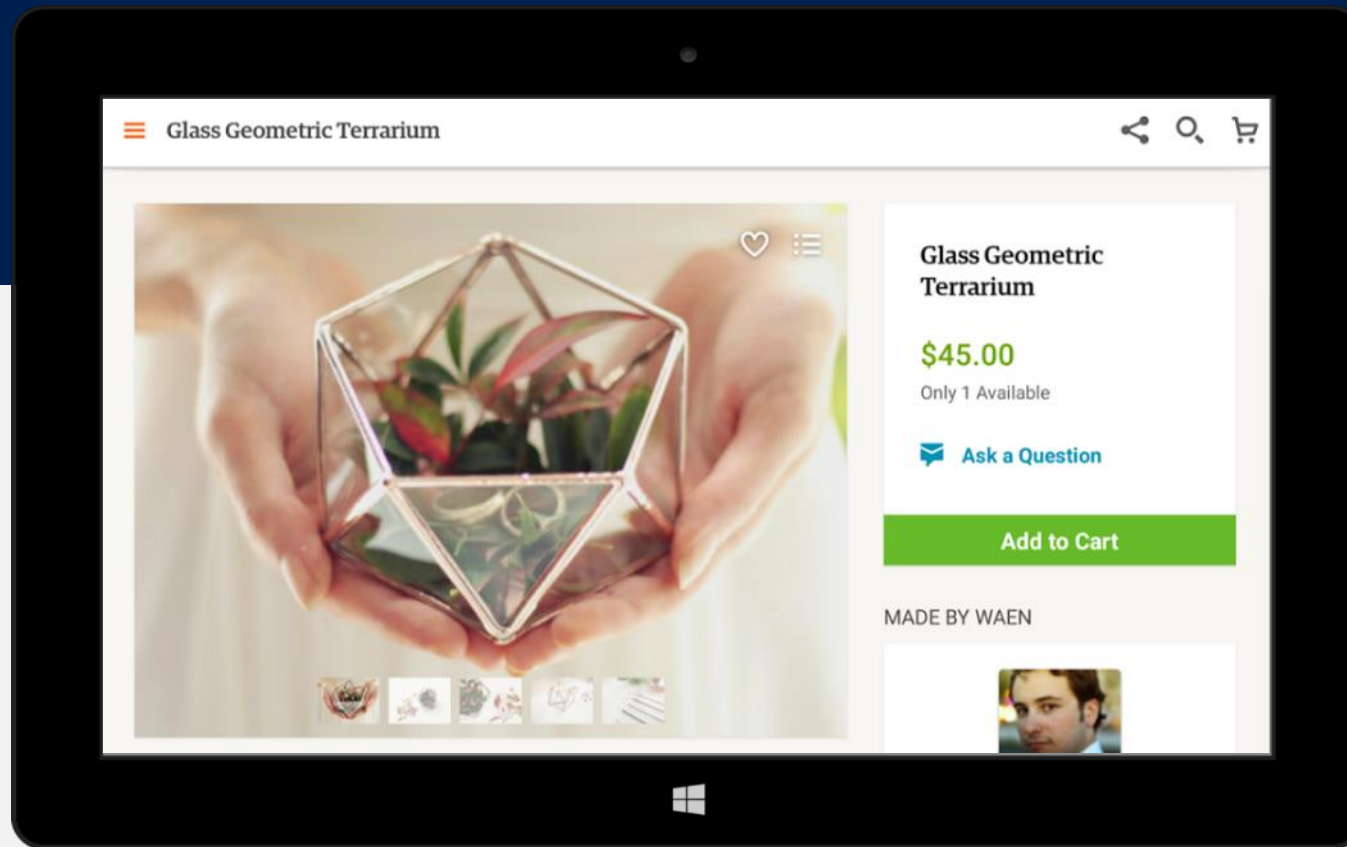 Glass Geometric Terrarium
Glass Geometric
Terrarium
$45.00
Only 1 Available
Ask a Question
Add to Cart
MADE BY WAEN